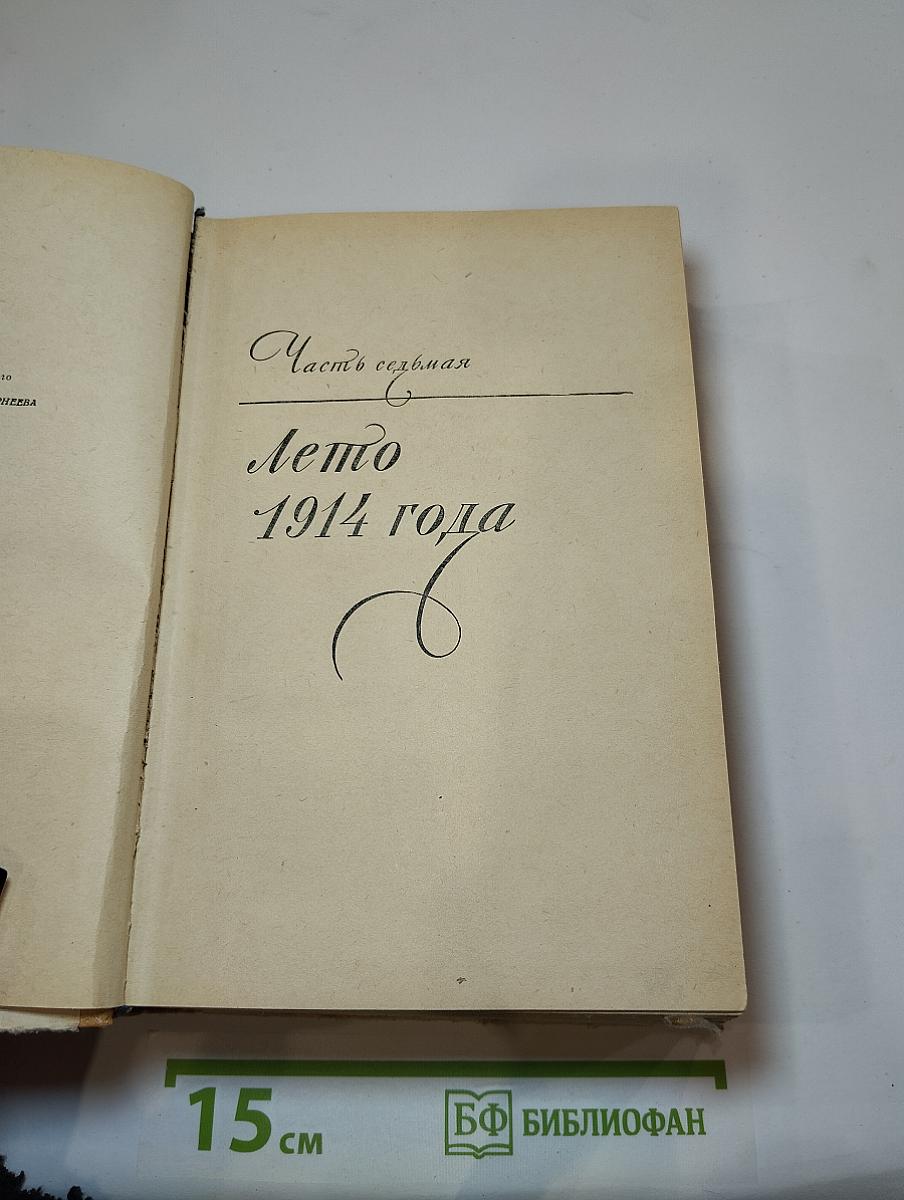 Часть седьмая
Лето
1914 года
15 см
БФ БИБЛИОФАН